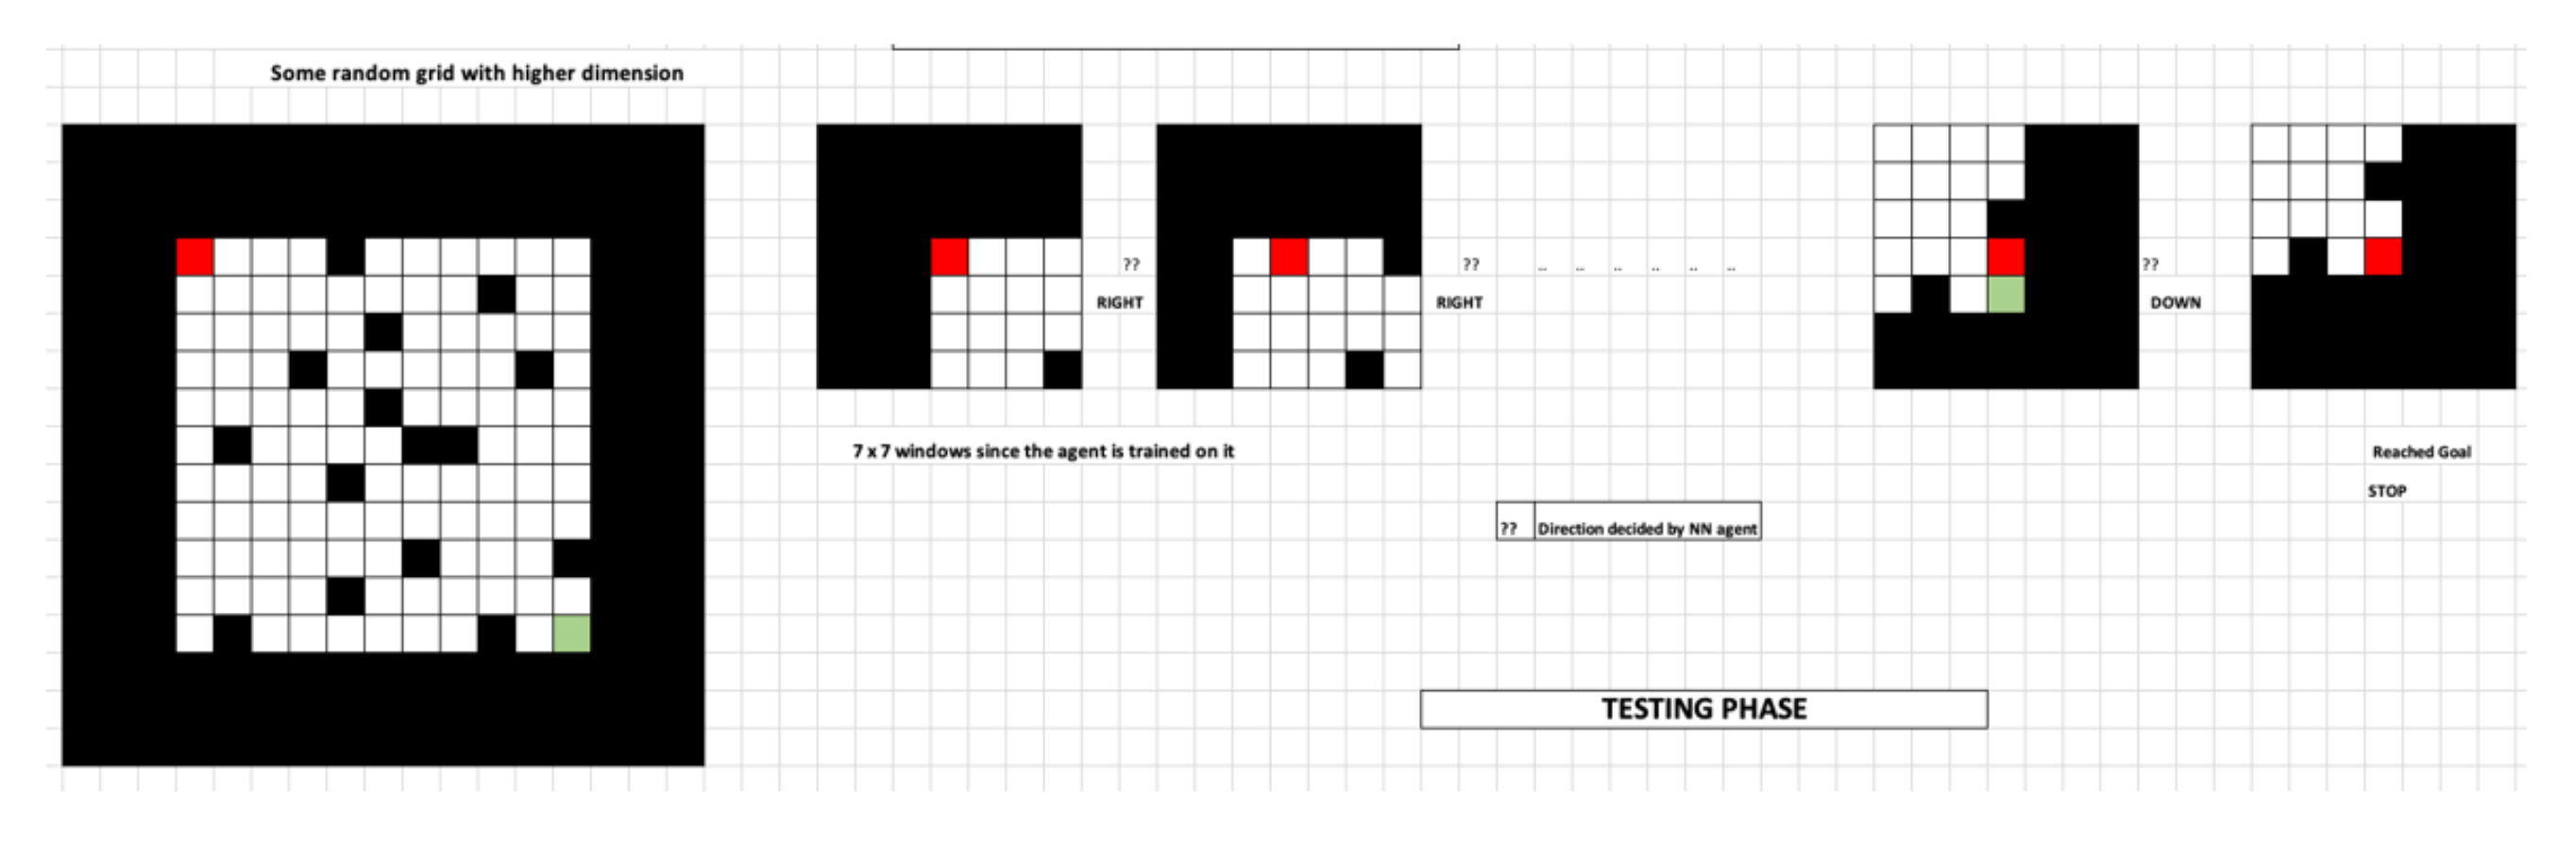 Some random grid with higher dimension
??
??
.. .. .. .. .. ..
??
RIGHT
RIGHT
DOWN
7 x 7 windows since the agent is trained on it
Reached Goal
STOP
?? Direction decided by NN agent
TESTING PHASE